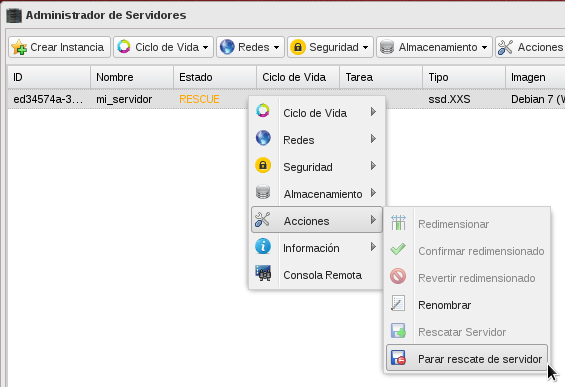 Administrador de Servidores
Crear Instancia Ciclo de Vida Redes Seguridad Almacenamiento Acciones
ID Nombre Estado Ciclo de Vida Tarea Tipo Imagen
ed34574a-3... mi_servidor RESCUE ssd.XXS Debian 7 (W
Ciclo de Vida
Redes
Seguridad
Almacenamiento
Acciones
Información
Consola Remota
Redimensionar
Confirmar redimensionado
Revertir redimensionado
Renombrar
Rescatar Servidor
Parar rescate de servidor